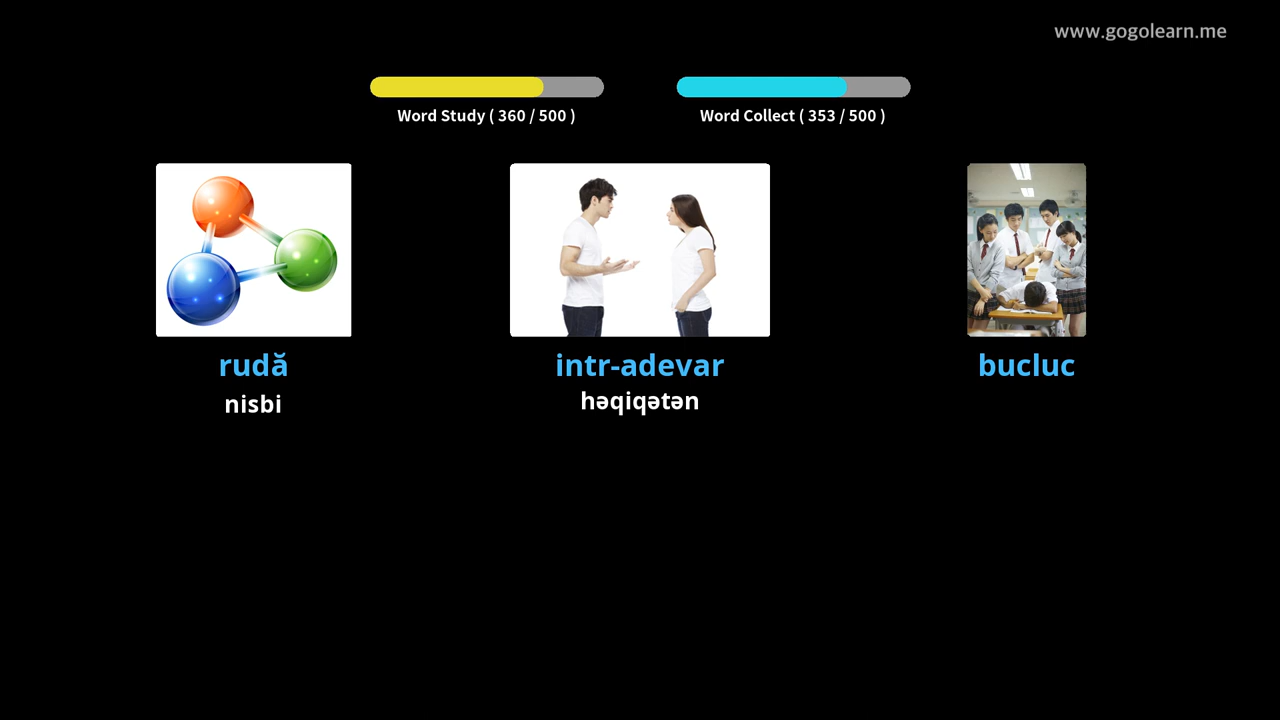 www.gogolearn.me
Word Study ( 360 / 500 )
Word Collect ( 353 / 500 )
rudă
nisbi
intr-adevar
həqiqətən
bucluc